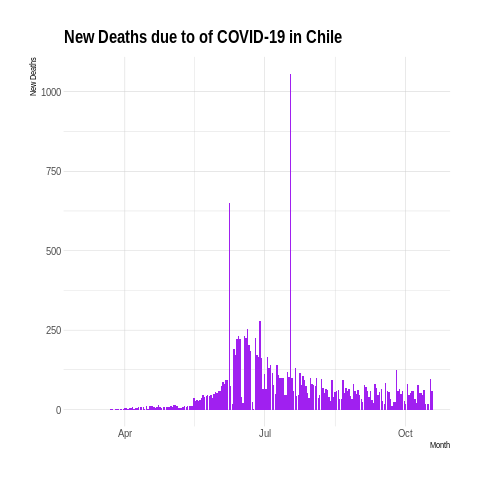 New Deaths due to of COVID-19 in Chile
New Deaths
1000
750
500
250
0
Apr
Jul
Oct
Month